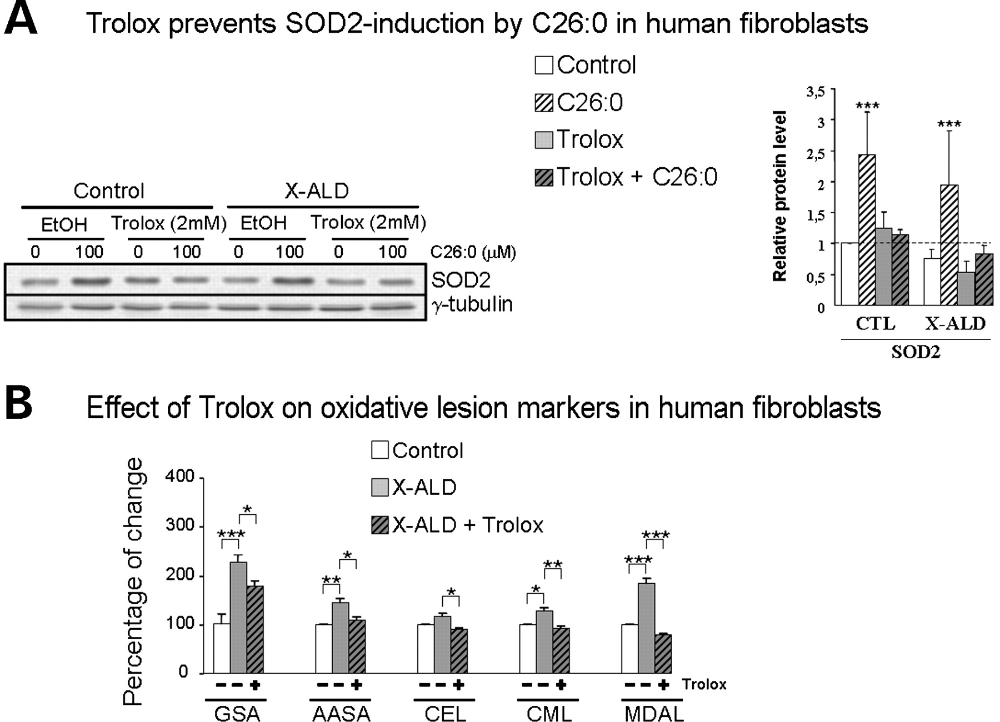 A Trolox prevents SOD2-induction by C26:0 in human fibroblasts
Control
C26:0
Trolox
Trolox + C26:0
Control X-ALD
EtOH Trolox (2mM) EtOH Trolox (2mM)
0 100 0 100 0 100 0 100 C26:0 (µM)
SOD2
γ-tubulin
Relative protein level
3,5
3
2,5
2
1,5
1
0,5
0
*** ***
CTL X-ALD
SOD2
B Effect of Trolox on oxidative lesion markers in human fibroblasts
Control
X-ALD
X-ALD + Trolox
Percentage of change
400
300
200
100
0
*** * ** * * * ** *** ***
- - + - - + - - + - - + - - + Trolox
GSA AASA CEL CML MDAL